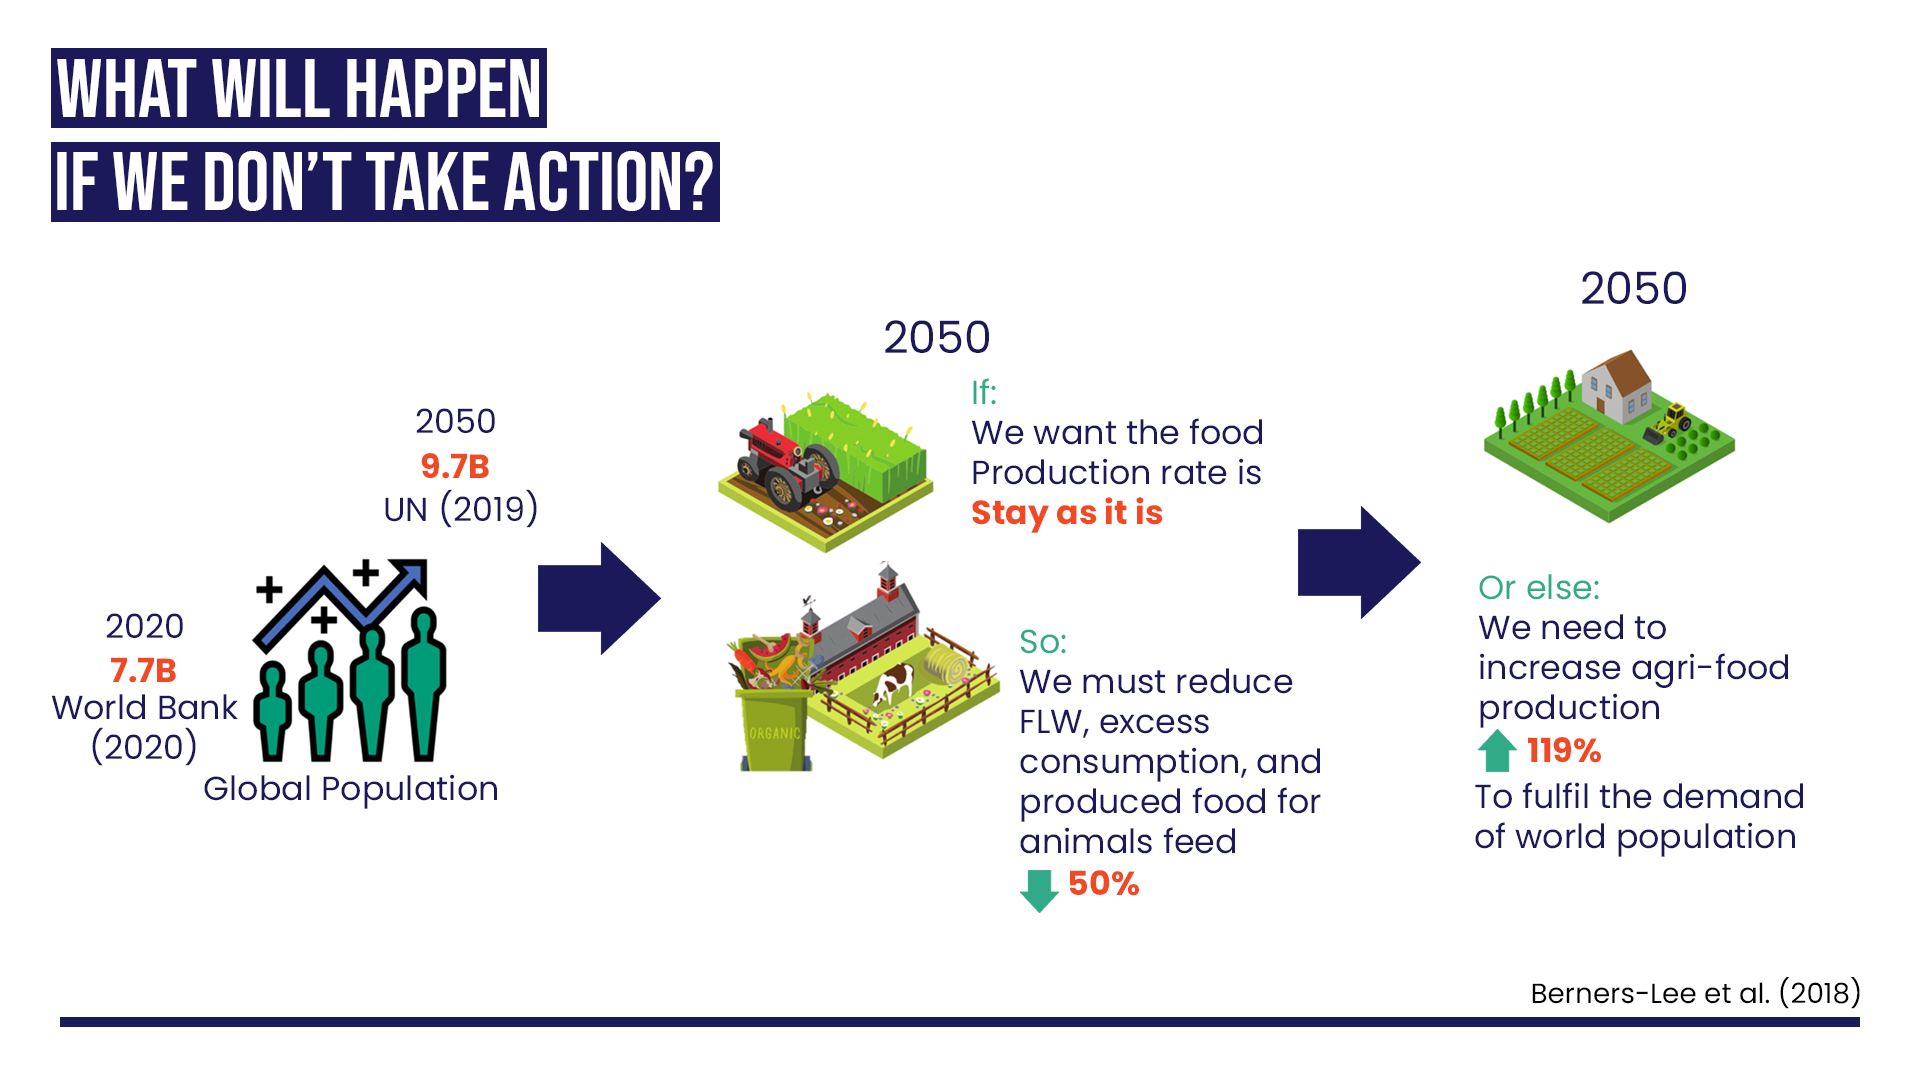 WHAT WILL HAPPEN
IF WE DON'T TAKE ACTION?
2020
7.7B
World Bank
(2020)
2050
9.7B
UN (2019)
Global Population
2050
If:
We want the food
Production rate is
Stay as it is
ORGANIC
So:
We must reduce
FLW, excess
consumption, and
produced food for
animals feed
50%
2050
Or else:
We need to
increase agri-food
production
119%
To fulfil the demand
of world population
Berners-Lee et al. (2018)